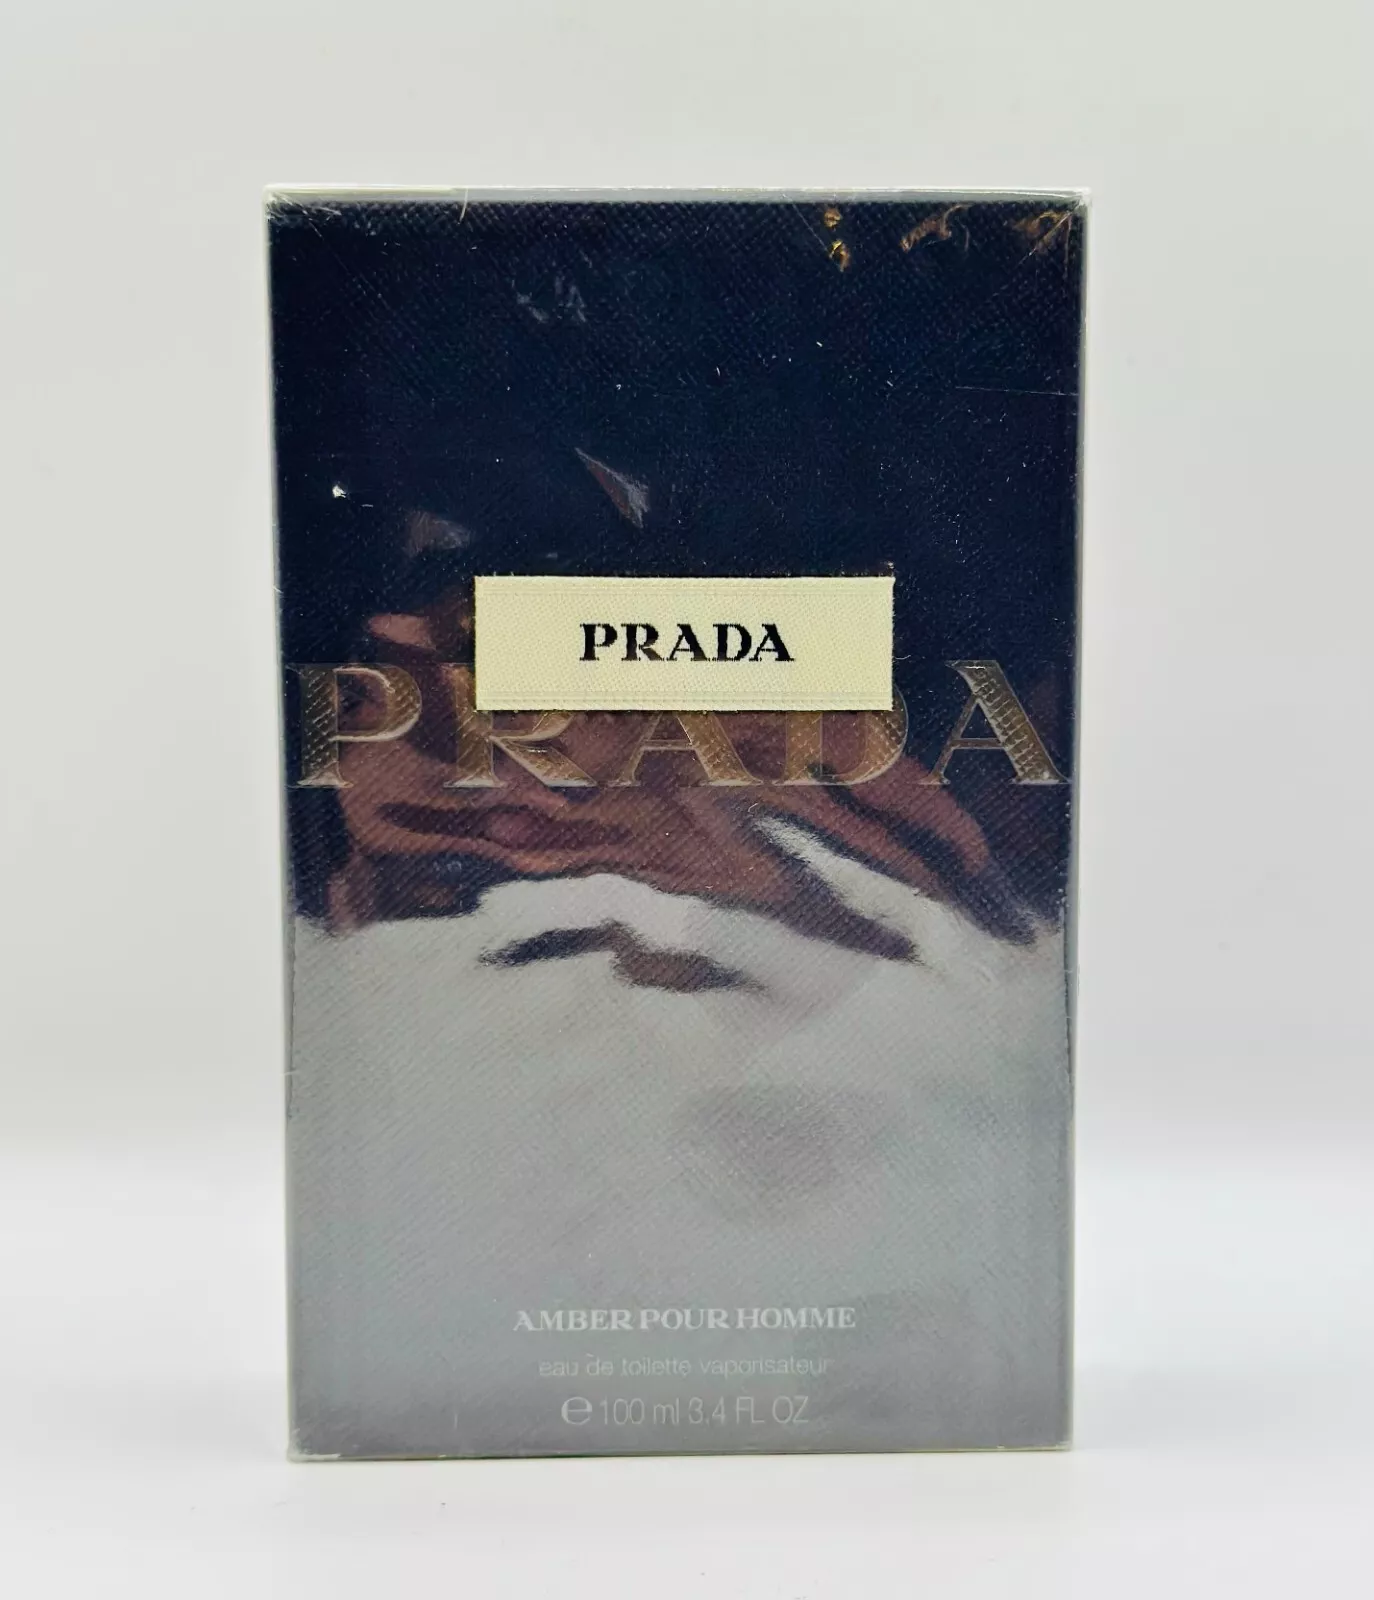 PRADA
PRADA
AMBER POUR HOMME
eau de toilette vaporisateur
℮ 100 ml 3.4 FL OZ